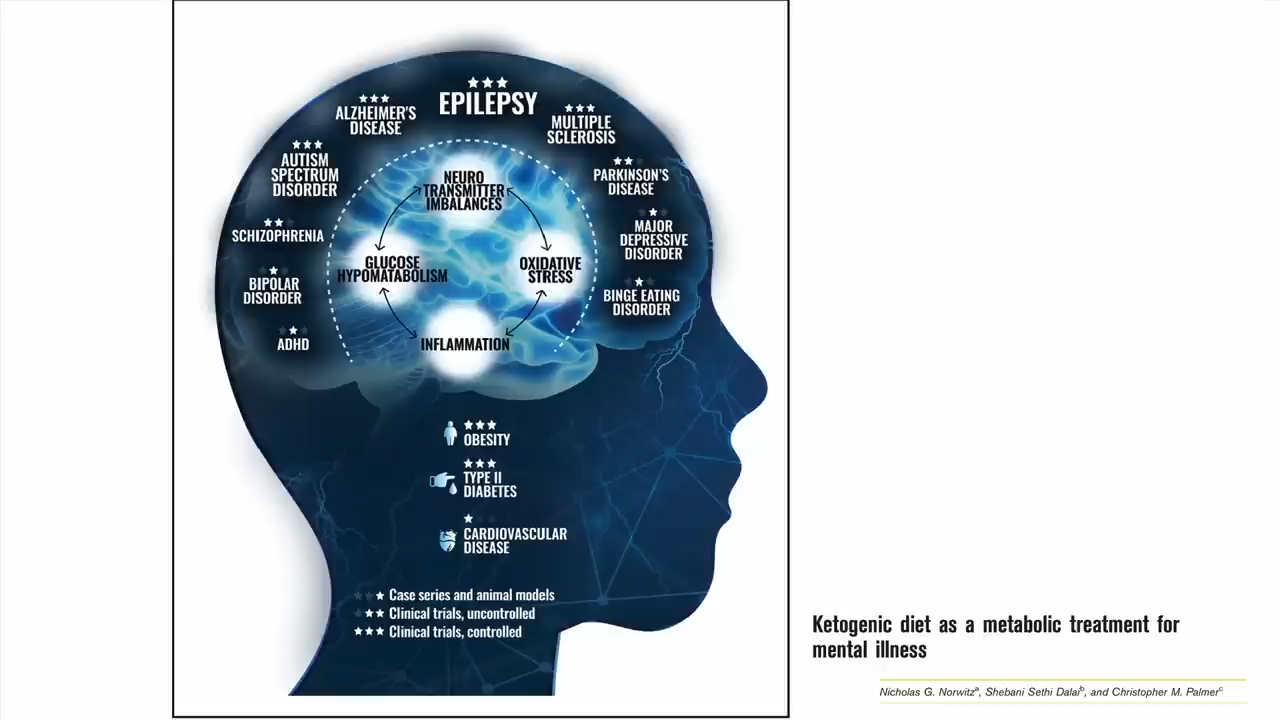 EPILEPSY
ALZHEIMER'S
DISEASE
MULTIPLE
SCLEROSIS
AUTISM
SPECTRUM
DISORDER
PARKINSON'S
DISEASE
SCHIZOPHRENIA
MAJOR
DEPRESSIVE
DISORDER
BIPOLAR
DISORDER
BINGE EATING
DISORDER
ADHD
NEURO
TRANSMITTER
IMBALANCES
GLUCOSE
HYPOMATABOLISM
OXIDATIVE
STRESS
INFLAMMATION
OBESITY
TYPE II
DIABETES
CARDIOVASCULAR
DISEASE
Case series and animal models
Clinical trials, uncontrolled
Clinical trials, controlled
Ketogenic diet as a metabolic treatment for
mental illness
Nicholas G. Norwitzᵃ, Shebani Sethi Dalaiᵇ, and Christopher M. Palmerᶜ